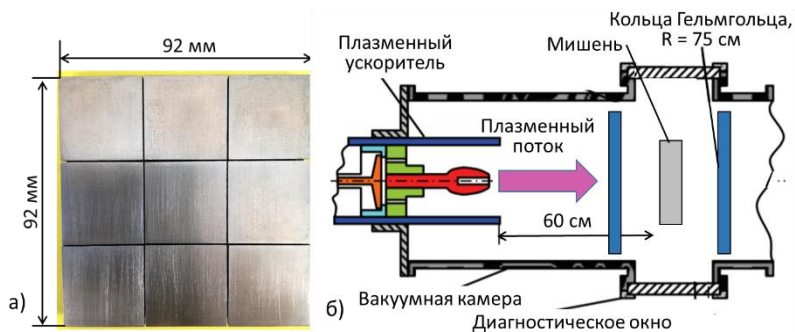 92 мм
92 мм
а)
Плазменный
ускоритель
Кольца Гельмгольца,
R = 75 см
Мишень
Плазменный
поток
60 см
б)
Вакуумная камера
Диагностическое окно